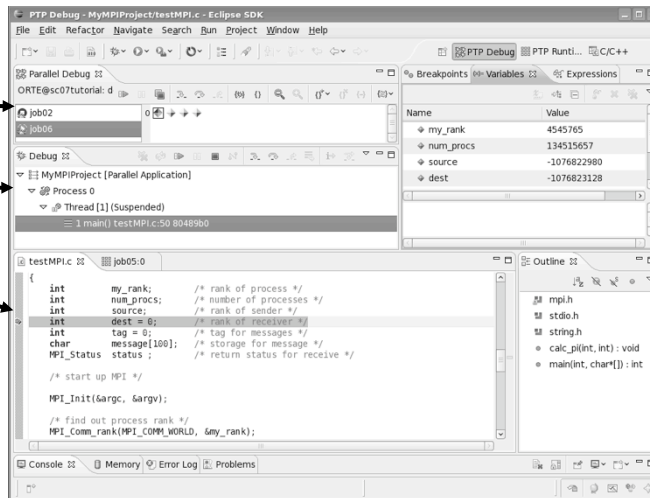 PTP Debug - MyMPIProject/testMPI.c - Eclipse SDK
File Edit Refactor Navigate Search Run Project Window Help
PTP Debug PTP Runti... C/C++
Parallel Debug
ORTE@sc07tutorial: d
job02
job06
0
Breakpoints Variables Expressions
Name Value
my_rank 4545765
num_procs 134515657
source -1076822980
dest -1076823128
Debug
MyMPIProject [Parallel Application]
Process 0
Thread [1] (Suspended)
1 main() testMPI.c:50 80489b0
testMPI.c job05:0
{
int my_rank; /* rank of process */
int num_procs; /* number of processes */
int source; /* rank of sender */
int dest = 0; /* rank of receiver */
int tag = 0; /* tag for messages */
char message[100]; /* storage for message */
MPI_Status status ; /* return status for receive */
/* start up MPI */
MPI_Init(&argc, &argv);
/* find out process rank */
MPI_Comm_rank(MPI_COMM_WORLD, &my_rank);
Outline
mpi.h
stdio.h
string.h
calc_pi(int, int) : void
main(int, char*[]) : int
Console Memory Error Log Problems